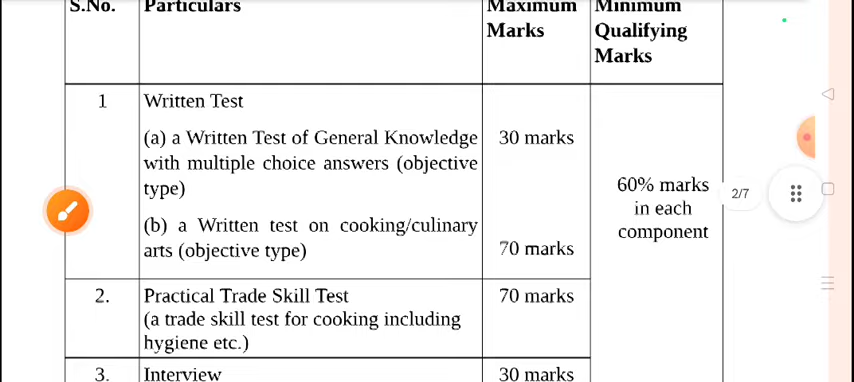 S.No. Particulars Maximum Marks Minimum Qualifying Marks
1 Written Test
(a) a Written Test of General Knowledge 30 marks
with multiple choice answers (objective
type)
(b) a Written test on cooking/culinary
arts (objective type) 70 marks
60% marks
in each
component
2/7
2. Practical Trade Skill Test 70 marks
(a trade skill test for cooking including
hygiene etc.)
3. Interview 30 marks